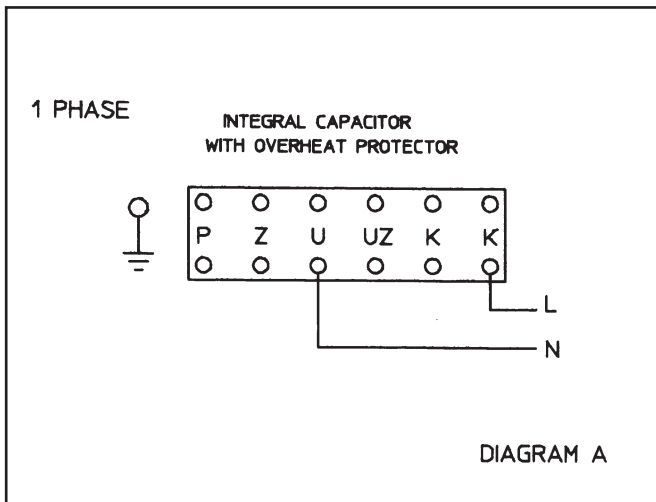 1 PHASE
INTEGRAL CAPACITOR
WITH OVERHEAT PROTECTOR
P Z U UZ K K
L
N
DIAGRAM A